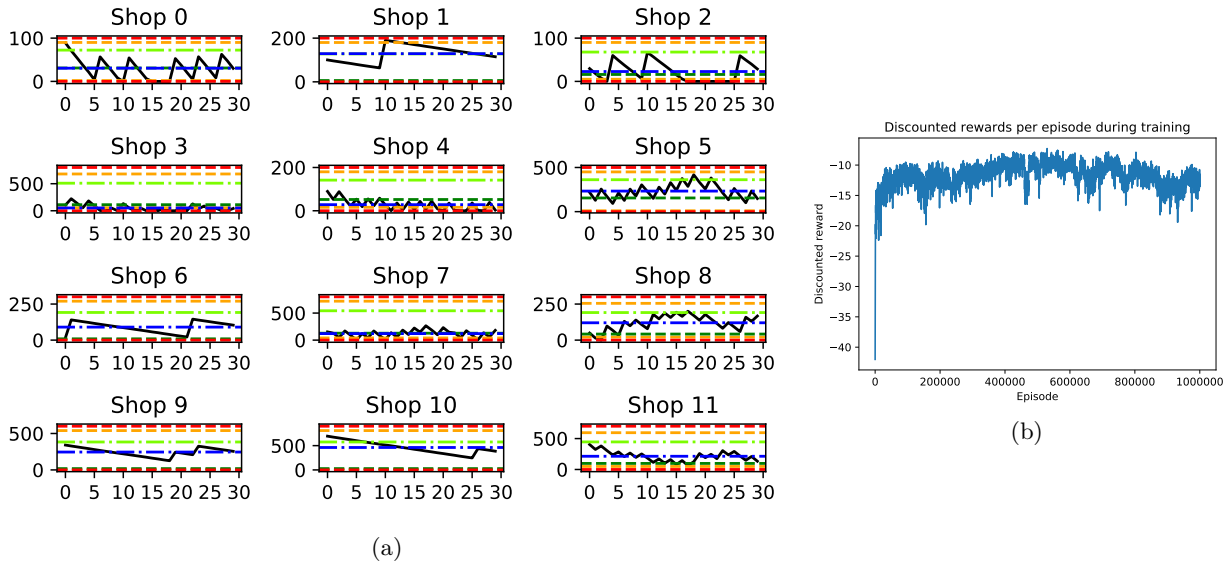 Shop 0
100
0
0 5 10 15 20 25 30
Shop 1
200
0
0 5 10 15 20 25 30
Shop 2
100
0
0 5 10 15 20 25 30
Shop 3
500
0
0 5 10 15 20 25 30
Shop 4
200
0
0 5 10 15 20 25 30
Shop 5
500
0
0 5 10 15 20 25 30
Shop 6
250
0
0 5 10 15 20 25 30
Shop 7
500
0
0 5 10 15 20 25 30
Shop 8
250
0
0 5 10 15 20 25 30
Shop 9
500
0
0 5 10 15 20 25 30
Shop 10
500
0
0 5 10 15 20 25 30
Shop 11
500
0
0 5 10 15 20 25 30
(a)
Discounted rewards per episode during training
Discounted reward
−10
−15
−20
−25
−30
−35
−40
0 200000 400000 600000 800000 1000000
Episode
(b)